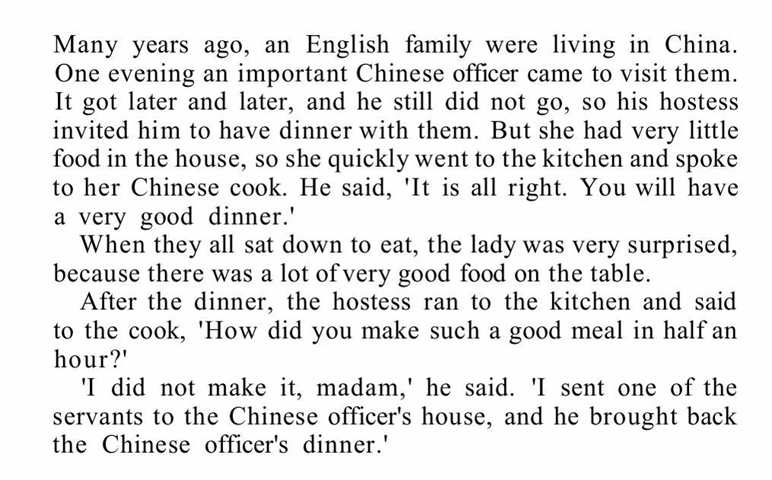 Many years ago, an English family were living in China.
One evening an important Chinese officer came to visit them.
It got later and later, and he still did not go, so his hostess
invited him to have dinner with them. But she had very little
food in the house, so she quickly went to the kitchen and spoke
to her Chinese cook. He said, 'It is all right. You will have
a very good dinner.'
When they all sat down to eat, the lady was very surprised,
because there was a lot of very good food on the table.
After the dinner, the hostess ran to the kitchen and said
to the cook, 'How did you make such a good meal in half an
hour?'
'I did not make it, madam,' he said. 'I sent one of the
servants to the Chinese officer's house, and he brought back
the Chinese officer's dinner.'